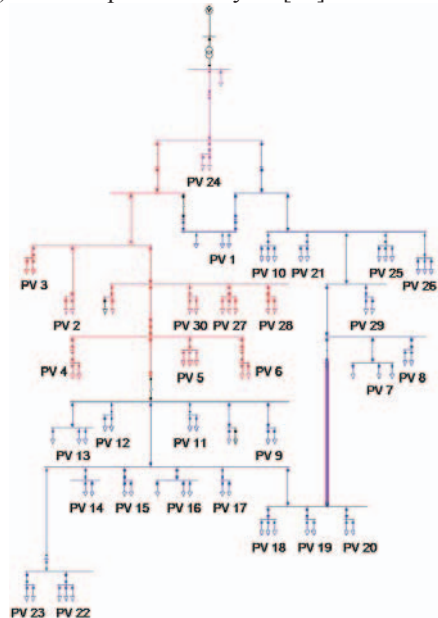 PV 24
PV 1
PV 3
PV 10 PV 21 PV 25 PV 26
PV 2
PV 30 PV 27 PV 28
PV 29
PV 4
PV 5
PV 6
PV 7
PV 8
PV 13
PV 12
PV 11
PV 9
PV 14 PV 15 PV 16 PV 17
PV 18 PV 19 PV 20
PV 23 PV 22